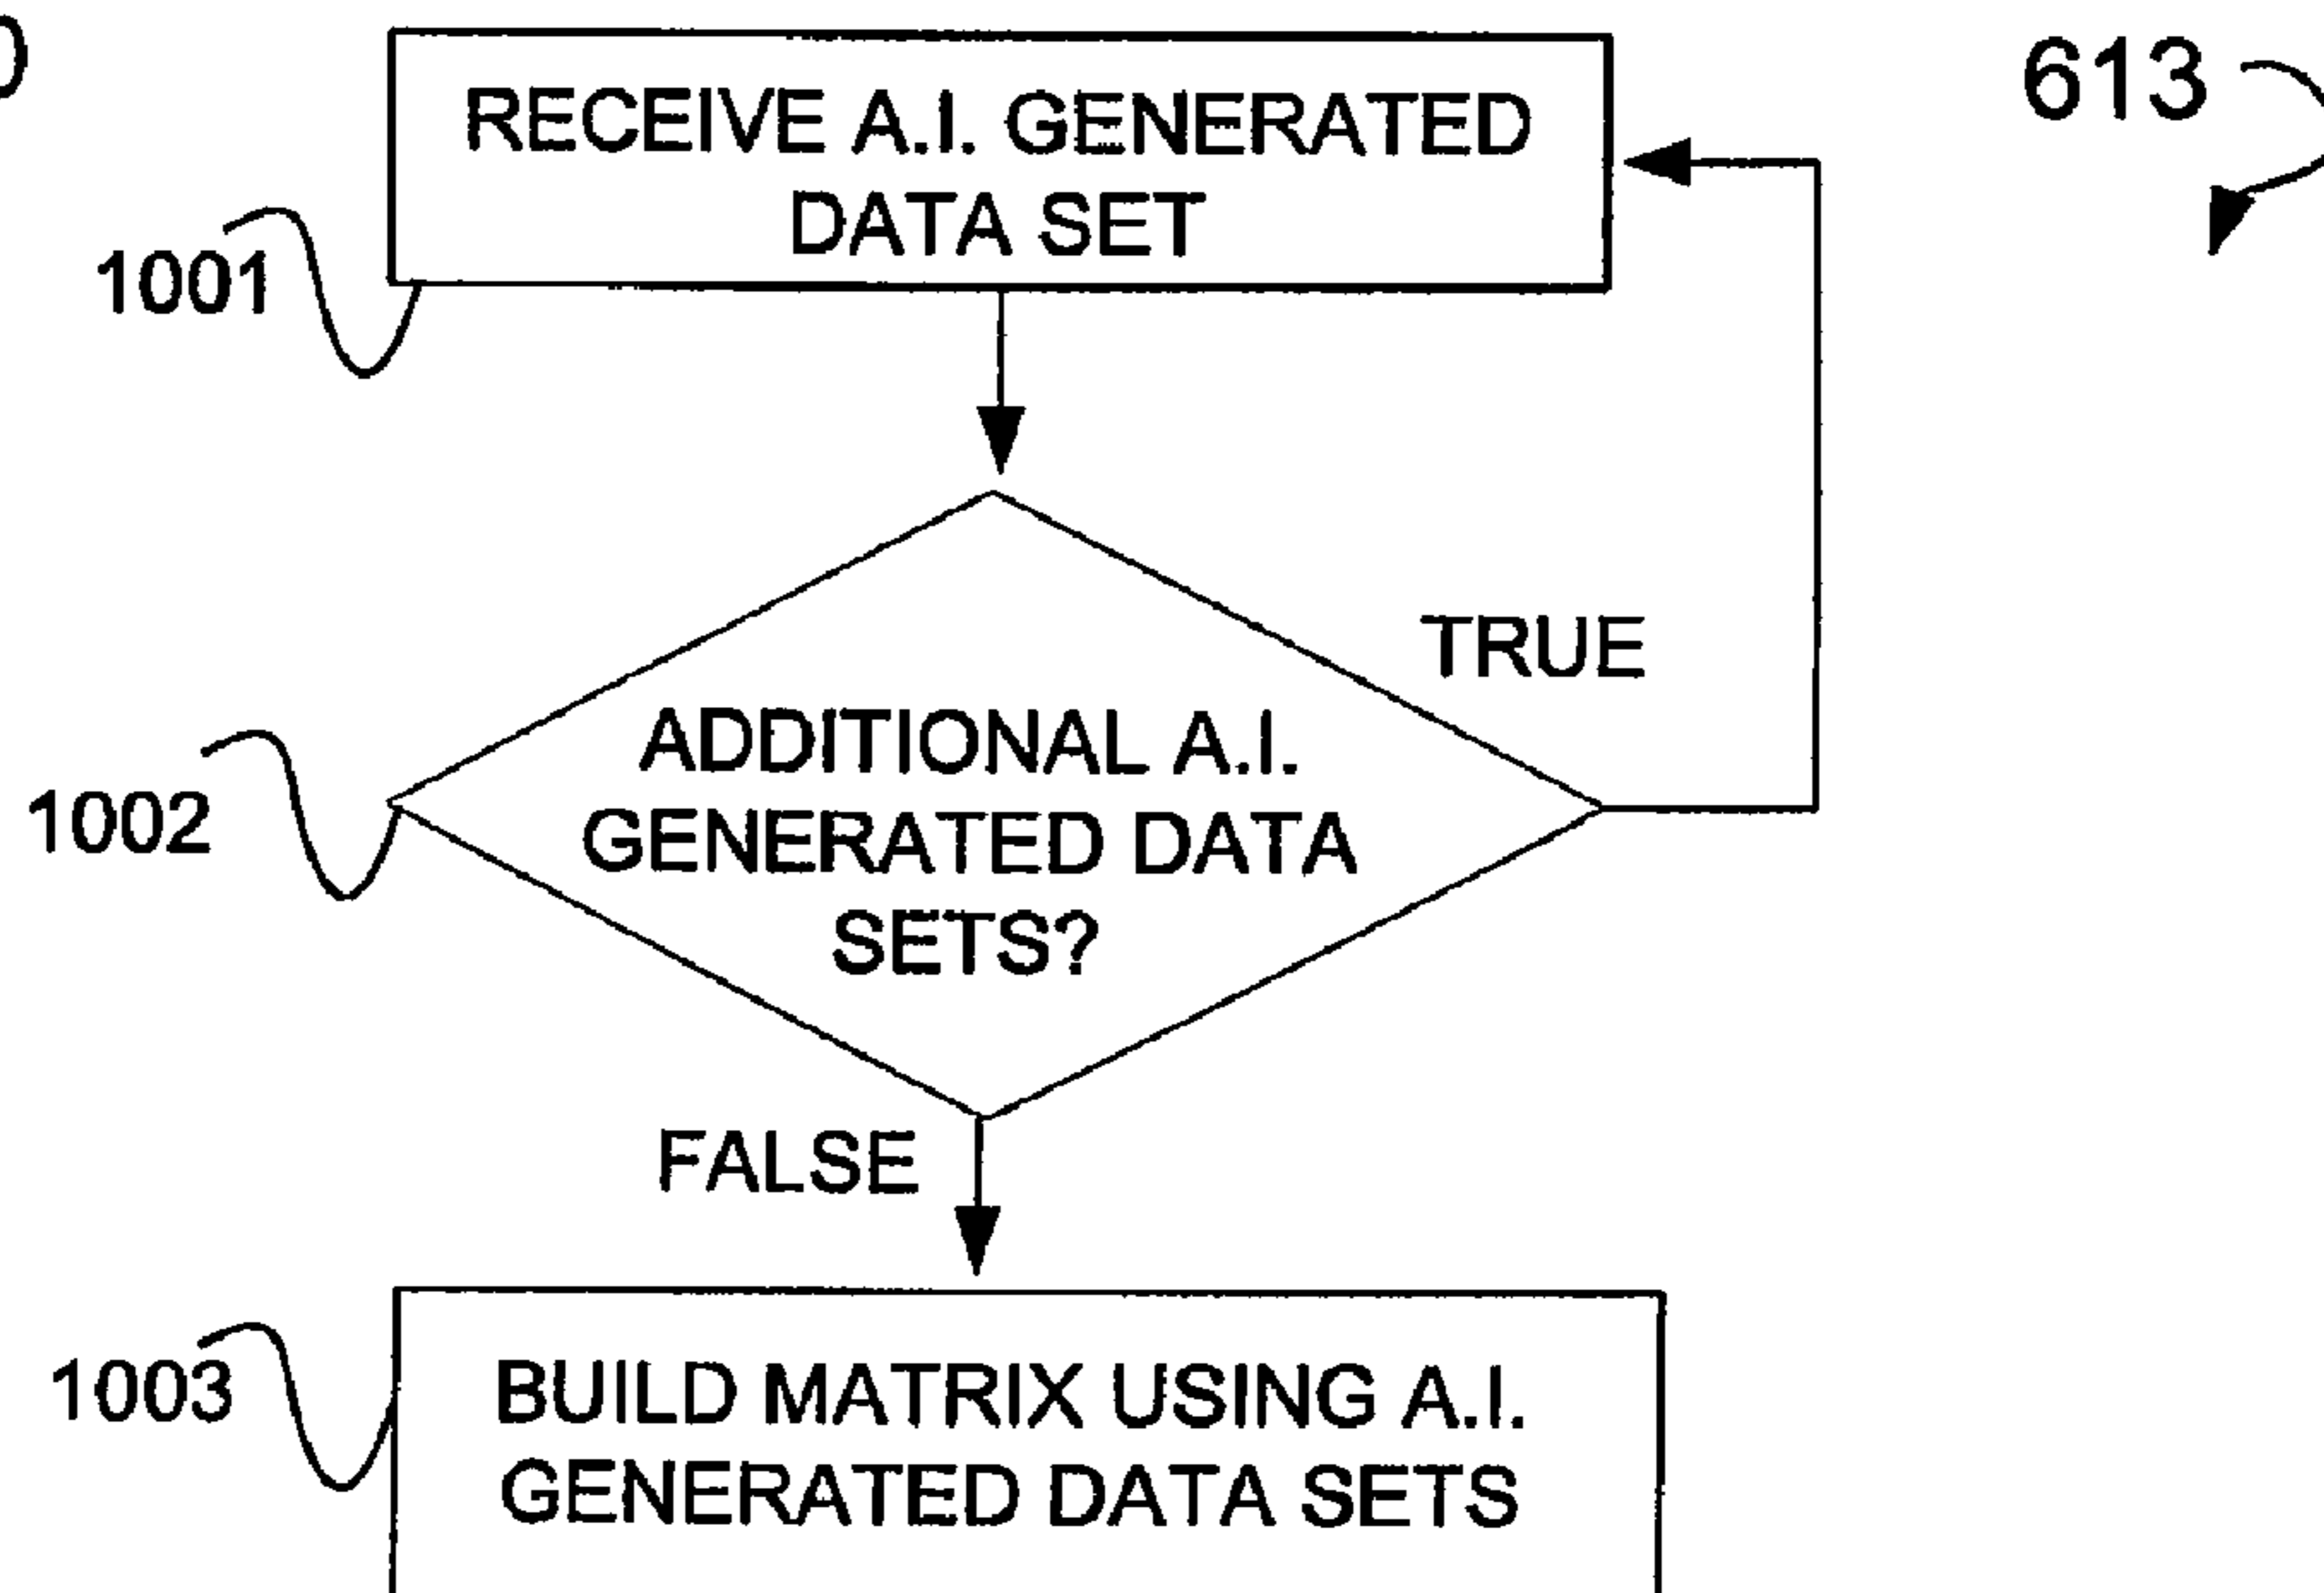 RECEIVE A.I. GENERATED
DATA SET
613
1001
TRUE
ADDITIONAL A.I.
GENERATED DATA
SETS?
1002
FALSE
BUILD MATRIX USING A.I.
GENERATED DATA SETS
1003